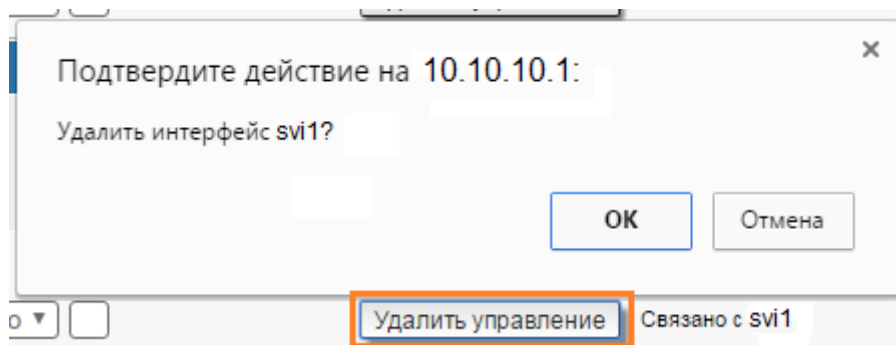 Подтвердите действие на 10.10.10.1:
Удалить интерфейс svi1?
OK
Отмена
Удалить управление
Связано с svi1